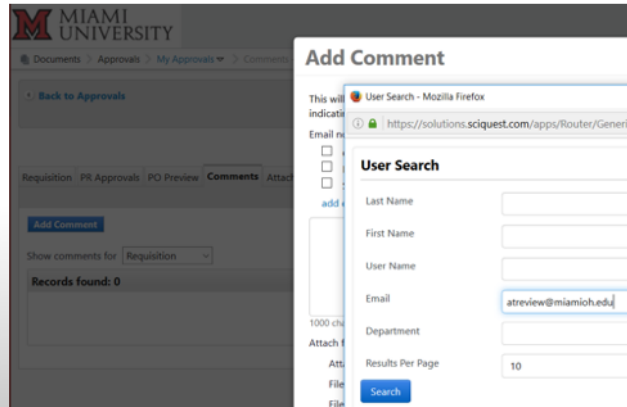 MIAMI
UNIVERSITY
Documents > Approvals > My Approvals > Comments
Back to Approvals
Requisition PR Approvals PO Preview Comments Attach
Add Comment
Show comments for Requisition
Records found: 0
Add Comment
This will
indicatin
Email no
add
1000 cha
Attach f
Atta
File
File
User Search - Mozilla Firefox
https://solutions.sciquest.com/apps/Router/Generi
User Search
Last Name
First Name
User Name
Email atreview@miamioh.edu
Department
Results Per Page 10
Search